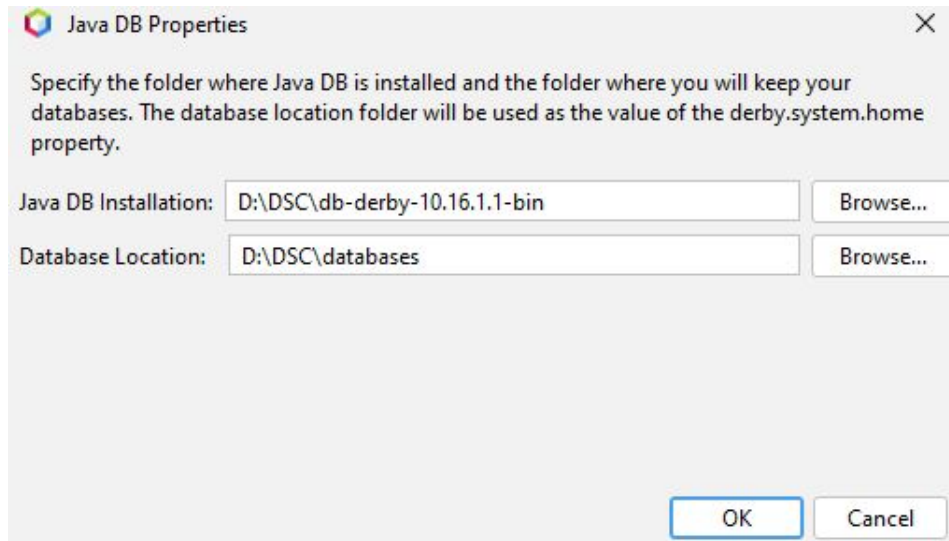 Java DB Properties
Specify the folder where Java DB is installed and the folder where you will keep your
databases. The database location folder will be used as the value of the derby.system.home
property.
Java DB Installation: D:\DSC\db-derby-10.16.1.1-bin Browse...
Database Location: D:\DSC\databases Browse...
OK Cancel